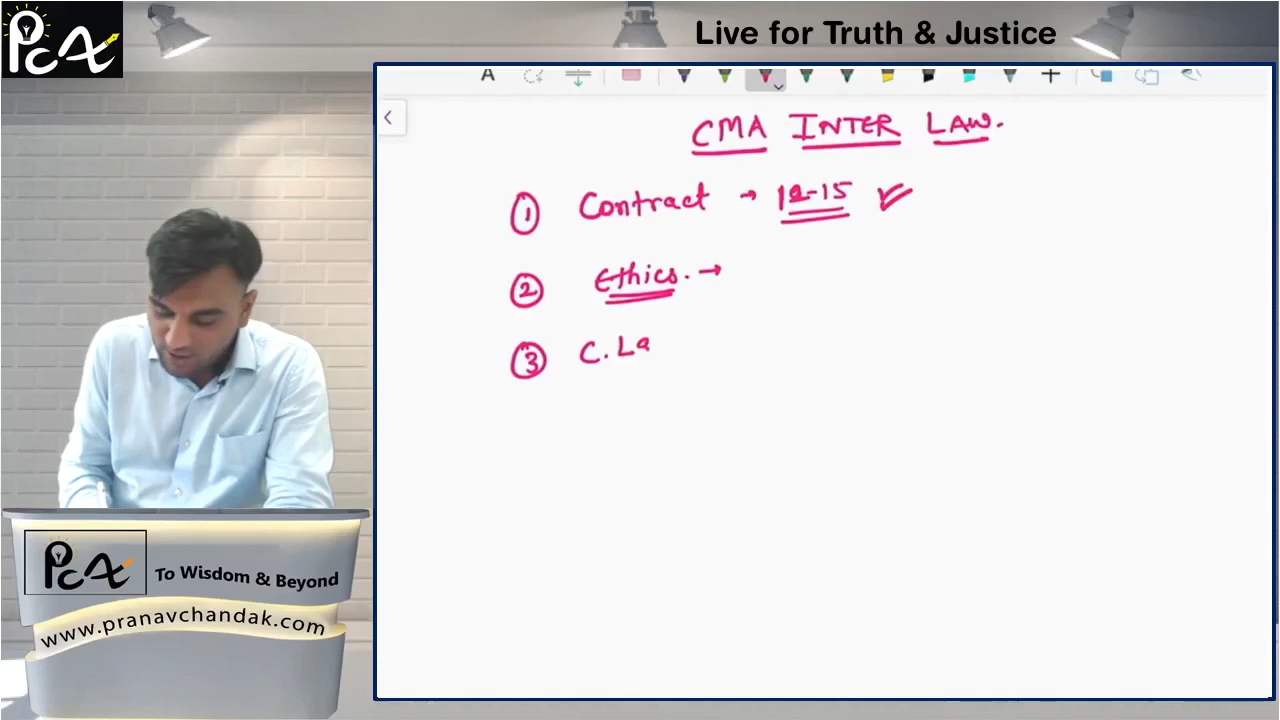 PCA
Live for Truth & Justice
A
CMA INTER LAW.
① Contract → 12-15 ✓
② Ethics. →
③ C. La
PCA To Wisdom & Beyond
www.pranavchandak.com